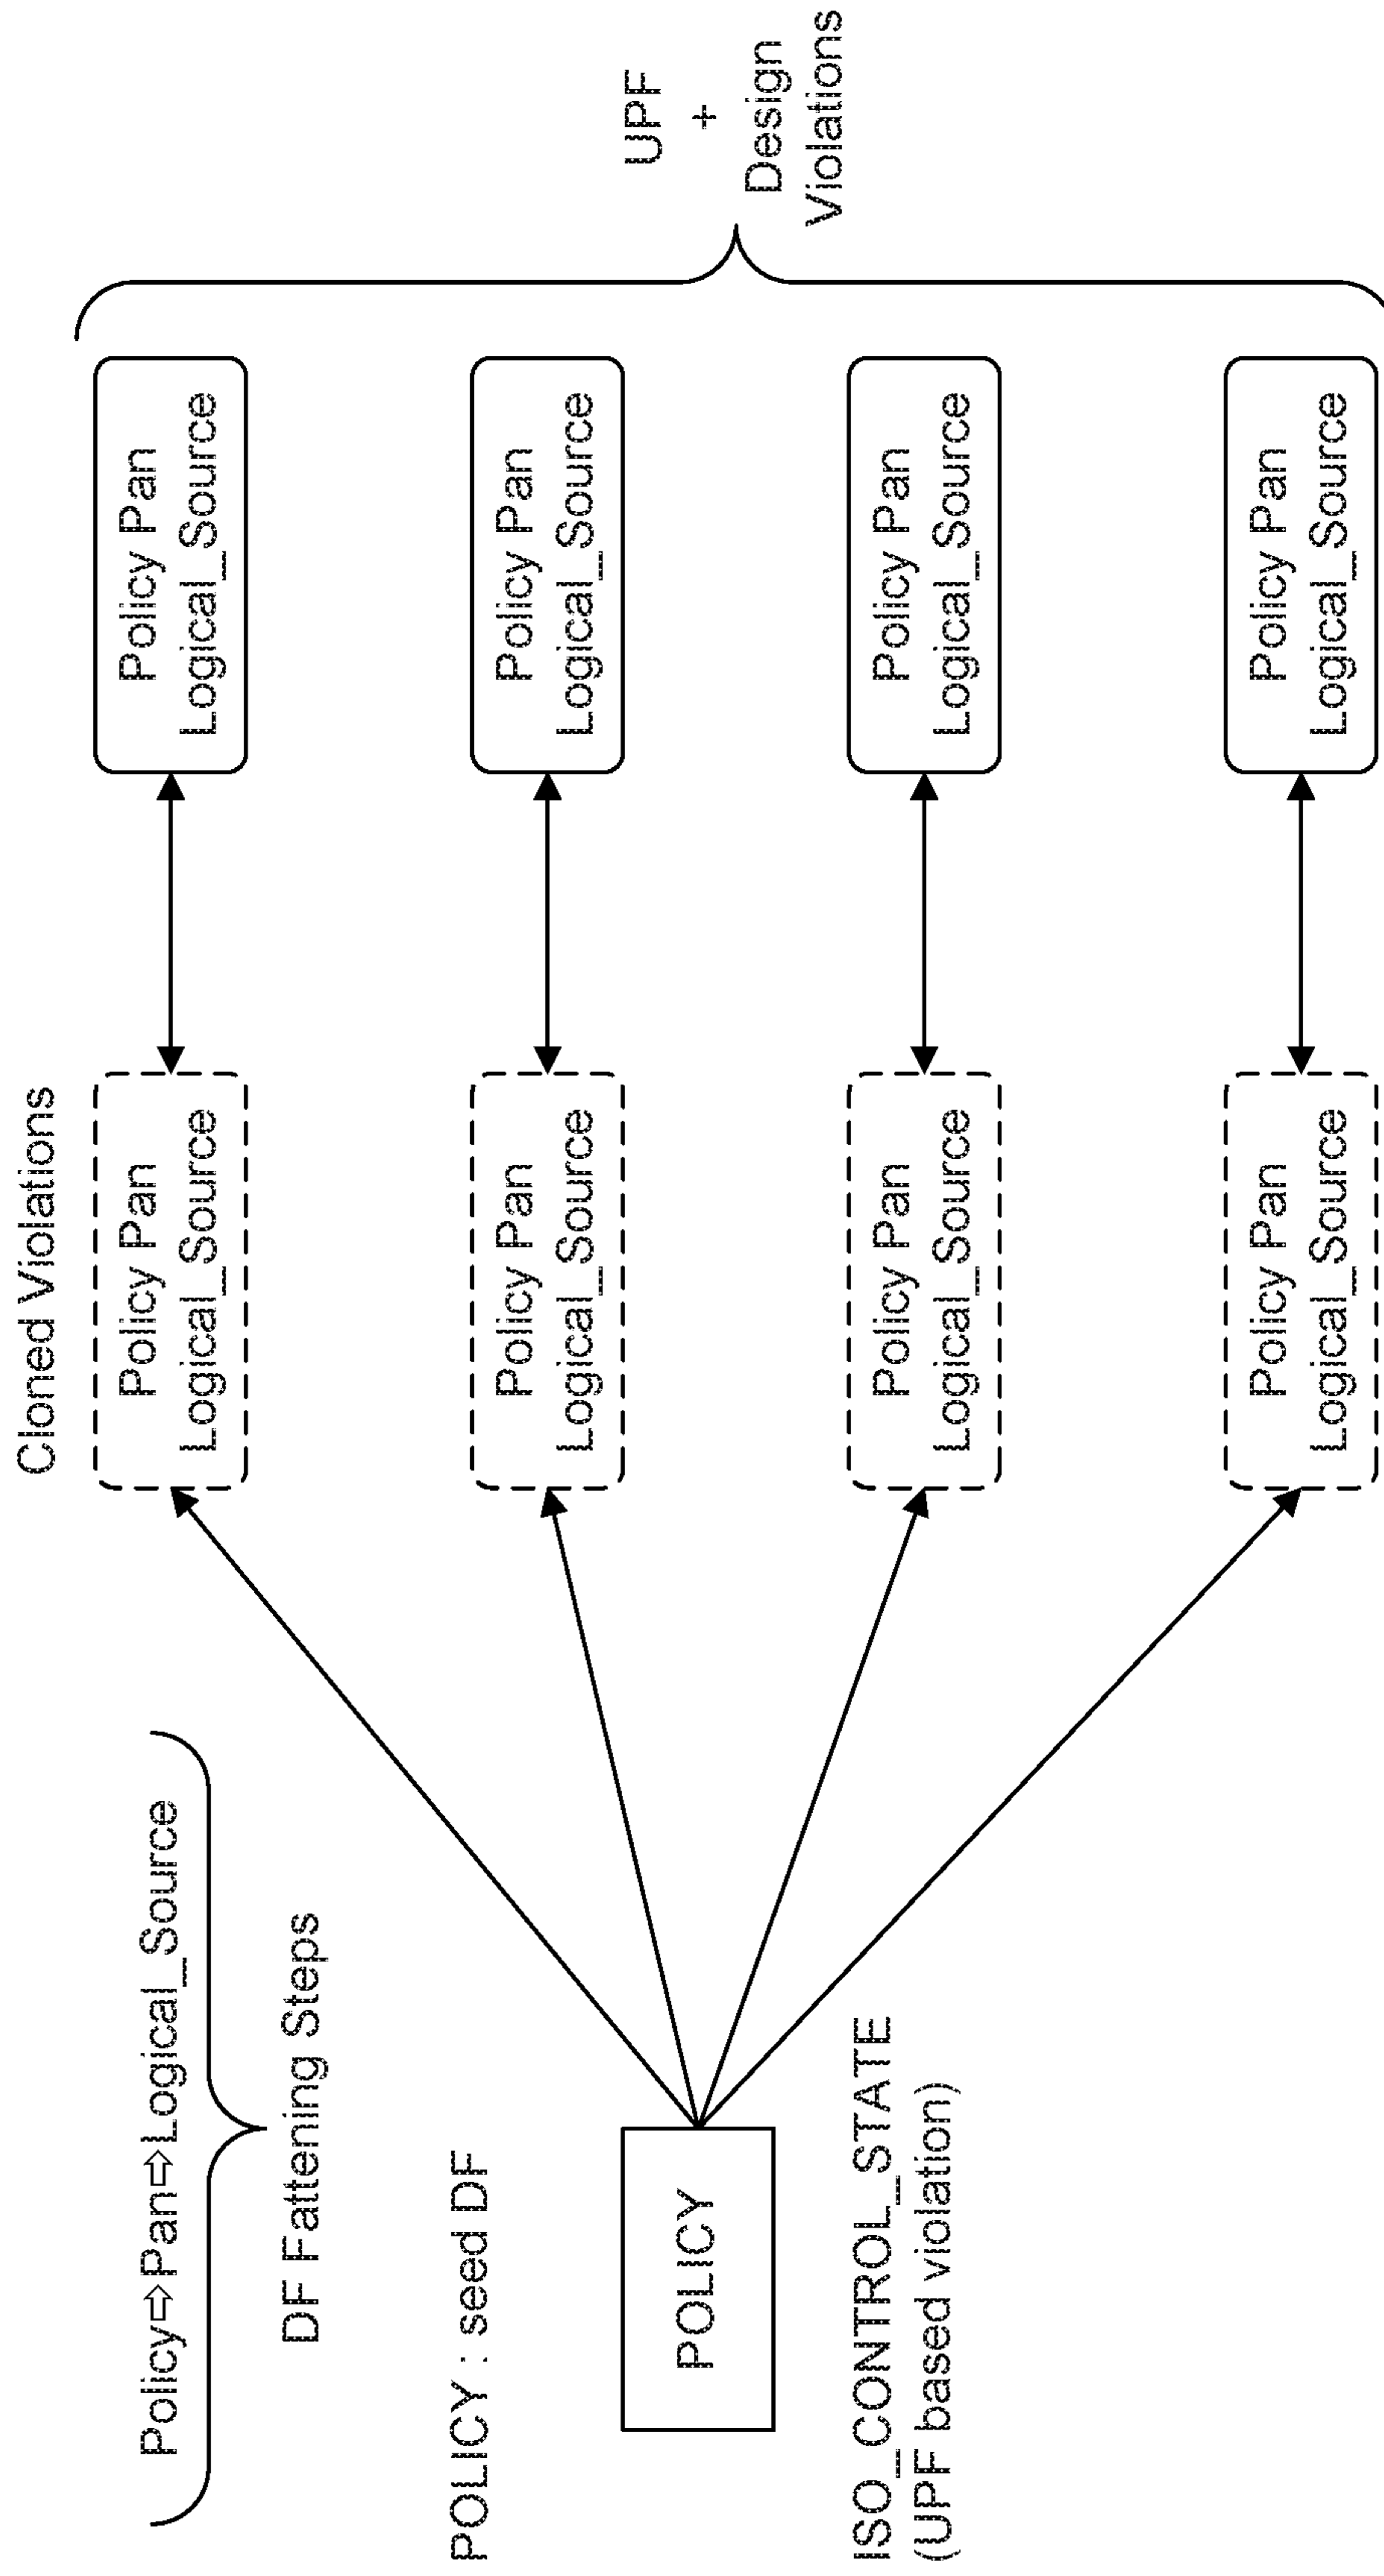 Policy⇨Pan⇨Logical_Source
DF Fattening Steps
POLICY : seed DF
POLICY
ISO_CONTROL_STATE
(UPF based violation)
Cloned Violations
Policy Pan
Logical_Source
Policy Pan
Logical_Source
Policy Pan
Logical_Source
Policy Pan
Logical_Source
Policy Pan
Logical_Source
Policy Pan
Logical_Source
Policy Pan
Logical_Source
Policy Pan
Logical_Source
UPF
+
Design
Violations